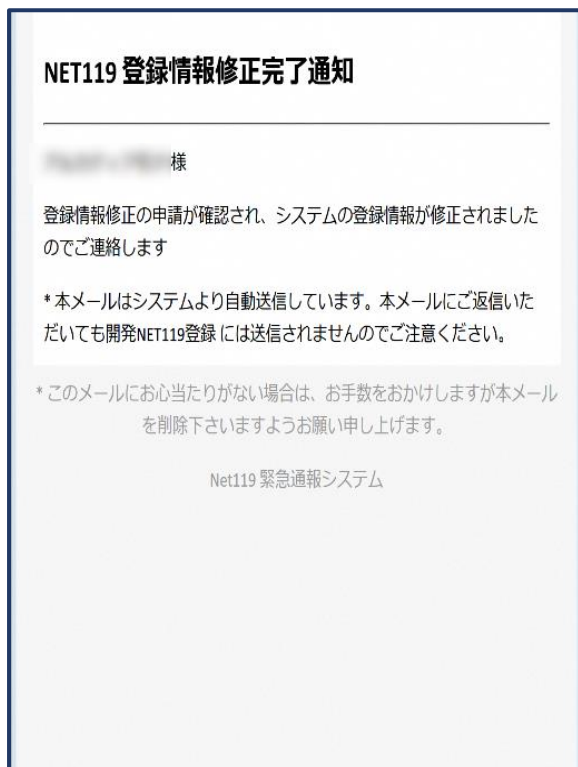 NET119 登録情報修正完了通知
様
登録情報修正の申請が確認され、システムの登録情報が修正されました
のでご連絡します
* 本メールはシステムより自動送信しています。本メールにご返信いた
だいても開発NET119登録 には送信されませんのでご注意ください。
* このメールにお心当たりがない場合は、お手数をおかけしますが本メール
を削除下さいますようお願い申し上げます。
Net119 緊急通報システム